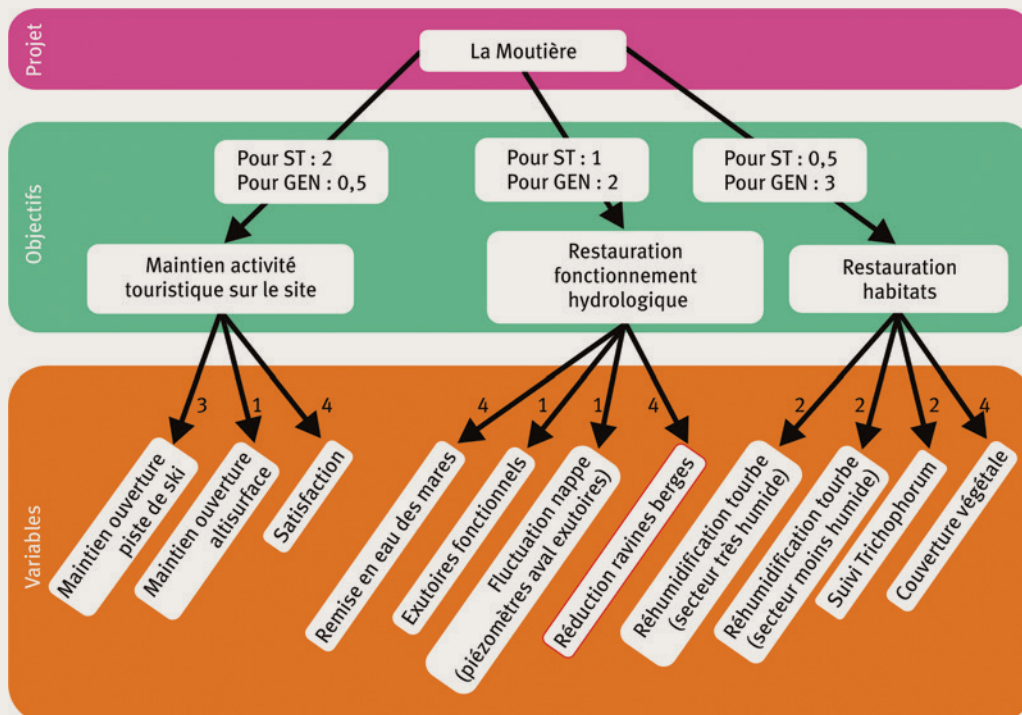 Projet
La Moutière
Objectifs
Pour ST : 2
Pour GEN : 0,5
Pour ST : 1
Pour GEN : 2
Pour ST : 0,5
Pour GEN : 3
Maintien activité
touristique sur le site
Restauration
fonctionnement
hydrologique
Restauration
habitats
Variables
3
1
4
4
1
1
4
2
2
2
4
Maintien ouverture
piste de ski
Maintien ouverture
altisurface
Satisfaction
Remise en eau des mares
Exutoires fonctionnels
Fluctuation nappe
(piézomètres aval exutoires)
Réduction ravines berges
Réhumidification tourbe
(secteur très humide)
Réhumidification tourbe
(secteur moins humide)
Suivi Trichophorum
Couverture végétale